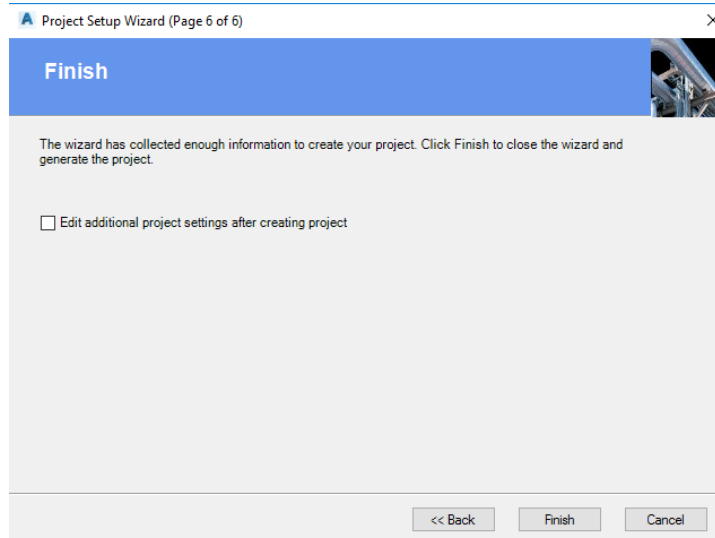 Project Setup Wizard (Page 6 of 6)
Finish
The wizard has collected enough information to create your project. Click Finish to close the wizard and
generate the project.
Edit additional project settings after creating project
<< Back
Finish
Cancel